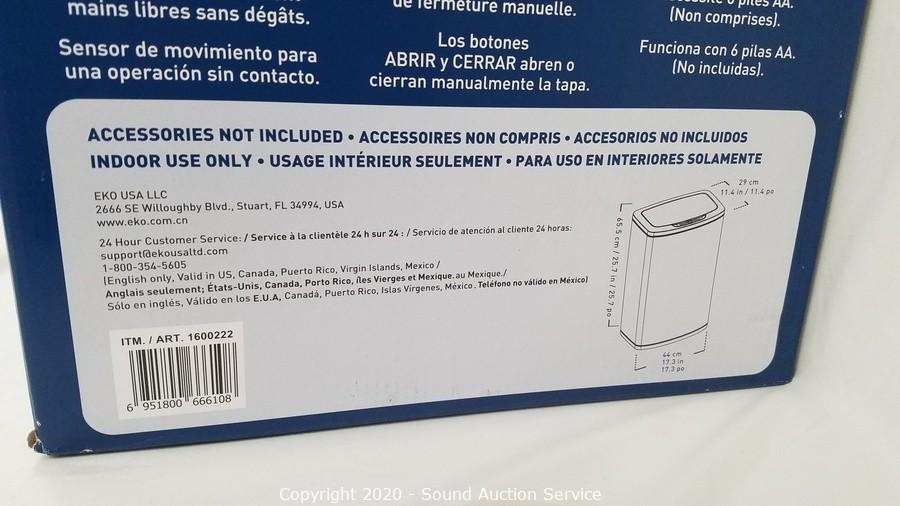 mains libres sans dégâts.
Sensor de movimiento para
una operación sin contacto.
de fermeture manuelle.
Los botones
ABRIR y CERRAR abren o
cierran manualmente la tapa.
6 piles AA.
(Non comprises).
Funciona con 6 pilas AA.
(No incluidas).
ACCESSORIES NOT INCLUDED • ACCESSOIRES NON COMPRIS • ACCESORIOS NO INCLUIDOS
INDOOR USE ONLY • USAGE INTÉRIEUR SEULEMENT • PARA USO EN INTERIORES SOLAMENTE
EKO USA LLC
2666 SE Willoughby Blvd., Stuart, FL 34994, USA
www.eko.com.cn
24 Hour Customer Service: / Service à la clientèle 24 h sur 24 : / Servicio de atención al cliente 24 horas:
support@ekousaltd.com
1-800-354-5605
(English only, Valid in US, Canada, Puerto Rico, Virgin Islands, Mexico /
Anglais seulement; États-Unis, Canada, Porto Rico, îles Vierges et Mexique. au Mexique./
Sólo en inglés, Válido en los E.U.A, Canadá, Puerto Rico, Islas Vírgenes, México. Teléfono no válido en México)
29 cm
11.4 in / 11.4 po
65.5 cm / 25.7 in / 25.7 po
44 cm
17.3 in
17.3 po
ITM. / ART. 1600222
6 951800 666108
Copyright 2020 - Sound Auction Service